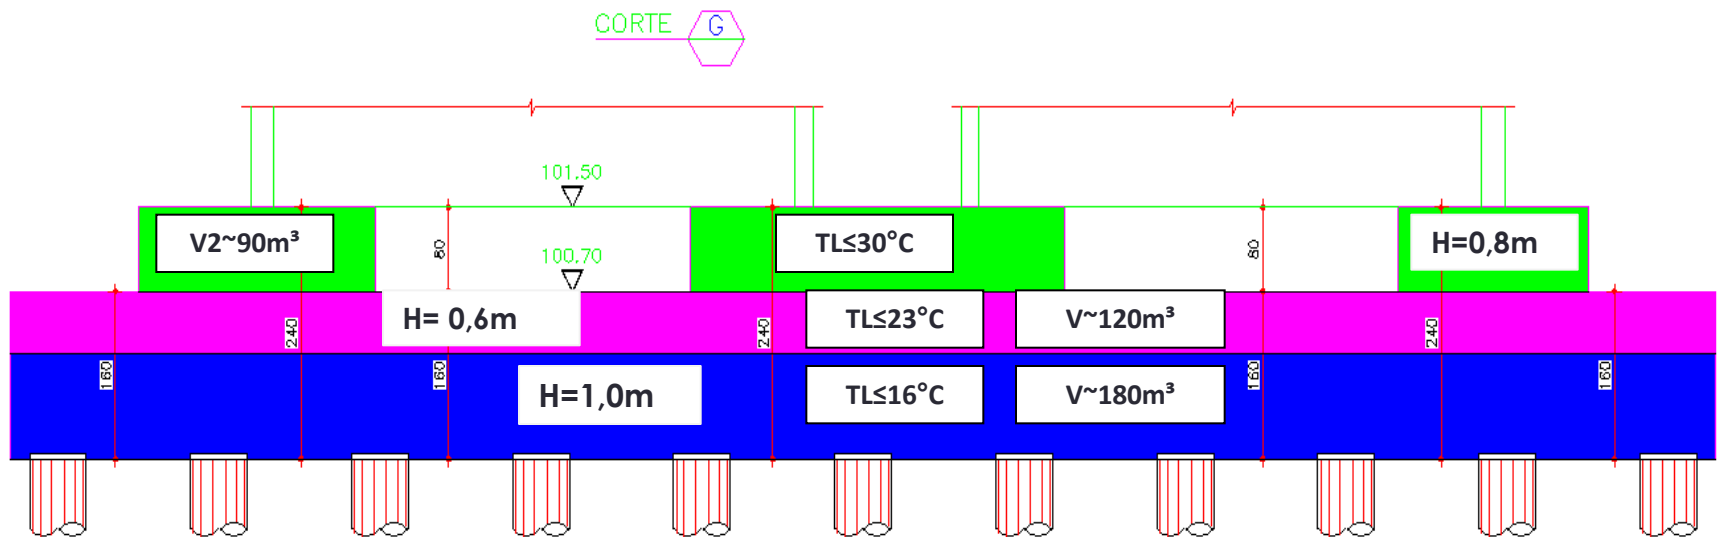 CORTE G
101.50
V2~90m³
80
TL≤30°C
80
H=0,8m
100.70
H= 0,6m
TL≤23°C
V~120m³
240
240
240
160
160
H=1,0m
TL≤16°C
V~180m³
160
160